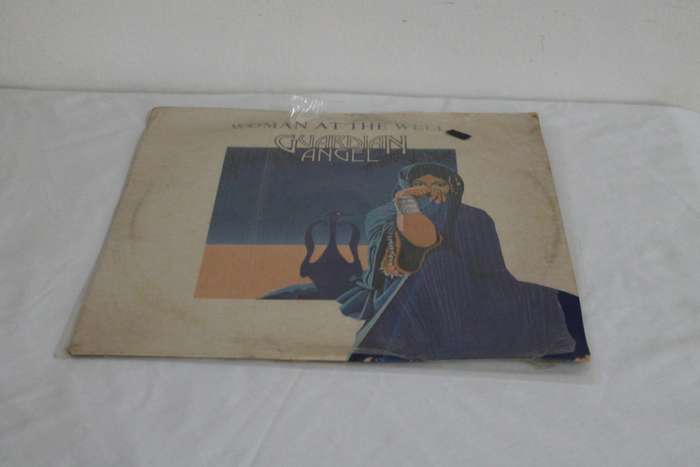 WOMAN AT THE WELL
GUARDIAN
ANGEL